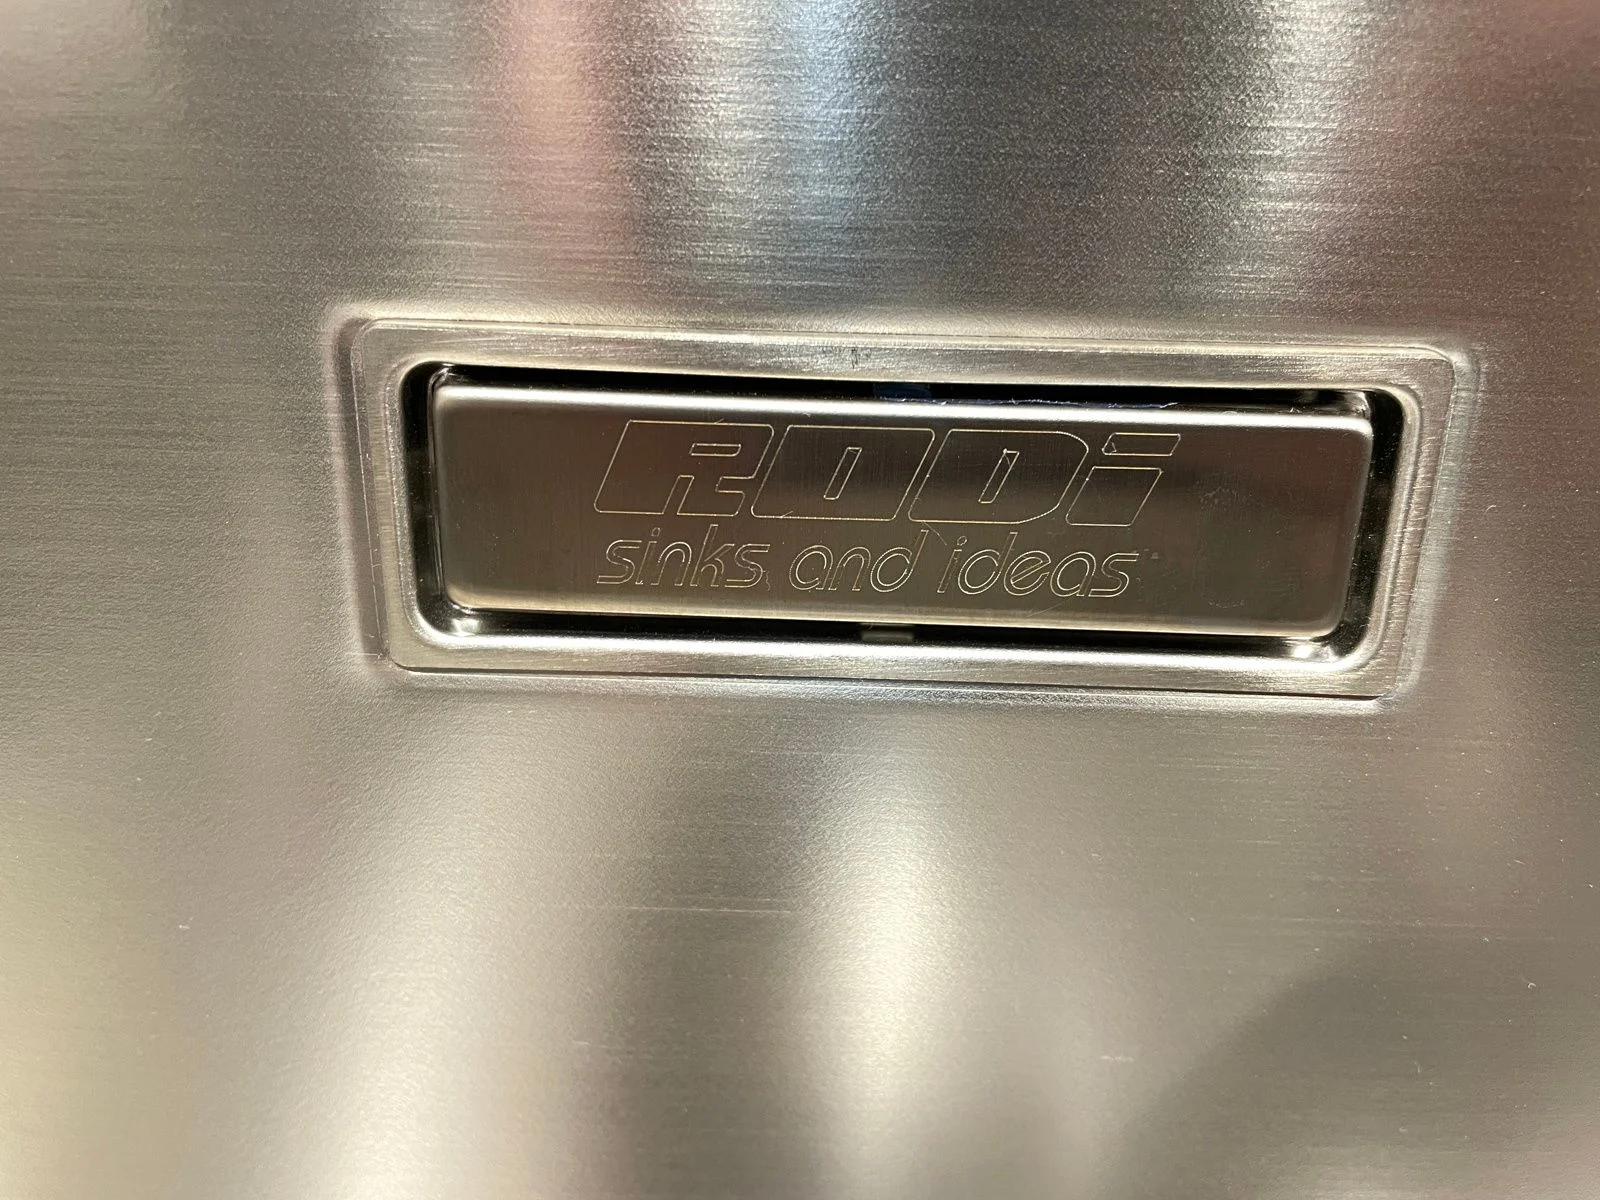 RODi
sinks and ideas